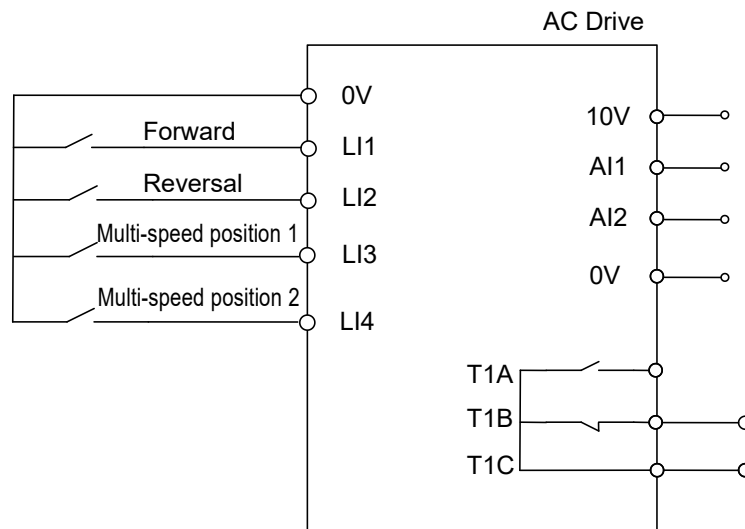 AC Drive
0V
Forward
LI1
Reversal
LI2
Multi-speed position 1
LI3
Multi-speed position 2
LI4
10V
AI1
AI2
0V
T1A
T1B
T1C